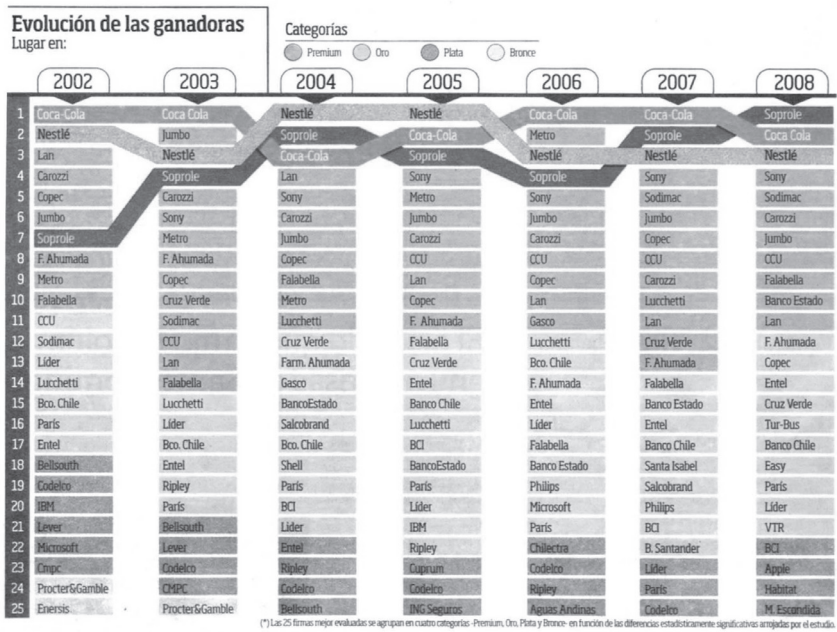 Evolución de las ganadoras
Lugar en:
Categorías
Premium Oro Plata Bronce
2002 2003 2004 2005 2006 2007 2008
1 Coca-Cola Coca Cola Nestlé Nestlé Coca-Cola Coca-Cola Soprole
2 Nestlé Jumbo Soprole Coca-Cola Metro Soprole Coca Cola
3 Lan Nestlé Coca-Cola Soprole Nestlé Nestlé Nestlé
4 Carozzi Soprole Lan Sony Soprole Sony Sony
5 Copec Carozzi Sony Metro Sony Sodimac Sodimac
6 Jumbo Sony Carozzi Jumbo Jumbo Jumbo Carozzi
7 Soprole Metro Jumbo Carozzi Carozzi Copec Jumbo
8 F. Ahumada F. Ahumada Copec CCU CCU CCU CCU
9 Metro Copec Falabella Lan Copec Carozzi Falabella
10 Falabella Cruz Verde Metro Copec Lan Lucchetti Banco Estado
11 CCU Sodimac Lucchetti F. Ahumada Gasco Lan Lan
12 Sodimac CCU Cruz Verde Falabella Lucchetti Cruz Verde F. Ahumada
13 Líder Lan Farm. Ahumada Cruz Verde Bco. Chile F. Ahumada Copec
14 Lucchetti Falabella Gasco Entel F. Ahumada Falabella Entel
15 Bco. Chile Lucchetti BancoEstado Banco Chile Entel Banco Estado Cruz Verde
16 París Líder Salcobrand Lucchetti Líder Entel Tur-Bus
17 Entel Bco. Chile Bco. Chile BCI Falabella Banco Chile Banco Chile
18 Bellsouth Entel Shell BancoEstado Banco Estado Santa Isabel Easy
19 Codelco Ripley París París Philips Salcobrand París
20 IBM París BCI Líder Microsoft Philips Líder
21 Lever Bellsouth Líder IBM París BCI VTR
22 Microsoft Lever Entel Ripley Chilectra B. Santander BCI
23 Cmpc Codelco Ripley Cuprum Codelco Líder Apple
24 Procter&Gamble CMPC Codelco Codelco Ripley París Habitat
25 Enersis Procter&Gamble Bellsouth ING Seguros Aguas Andinas Codelco M. Escondida
(*) Las 25 firmas mejor evaluadas se agrupan en cuatro categorías -Premium, Oro, Plata y Bronce- en función de las diferencias estadísticamente significativas arrojadas por el estudio.